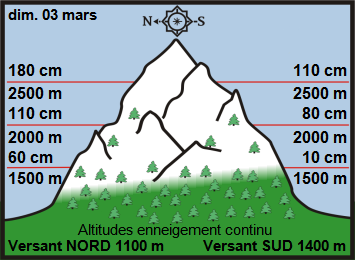 dim. 03 mars
N S
180 cm 110 cm
2500 m 2500 m
110 cm 80 cm
2000 m 2000 m
60 cm 10 cm
1500 m 1500 m
Altitudes enneigement continu
Versant NORD 1100 m Versant SUD 1400 m